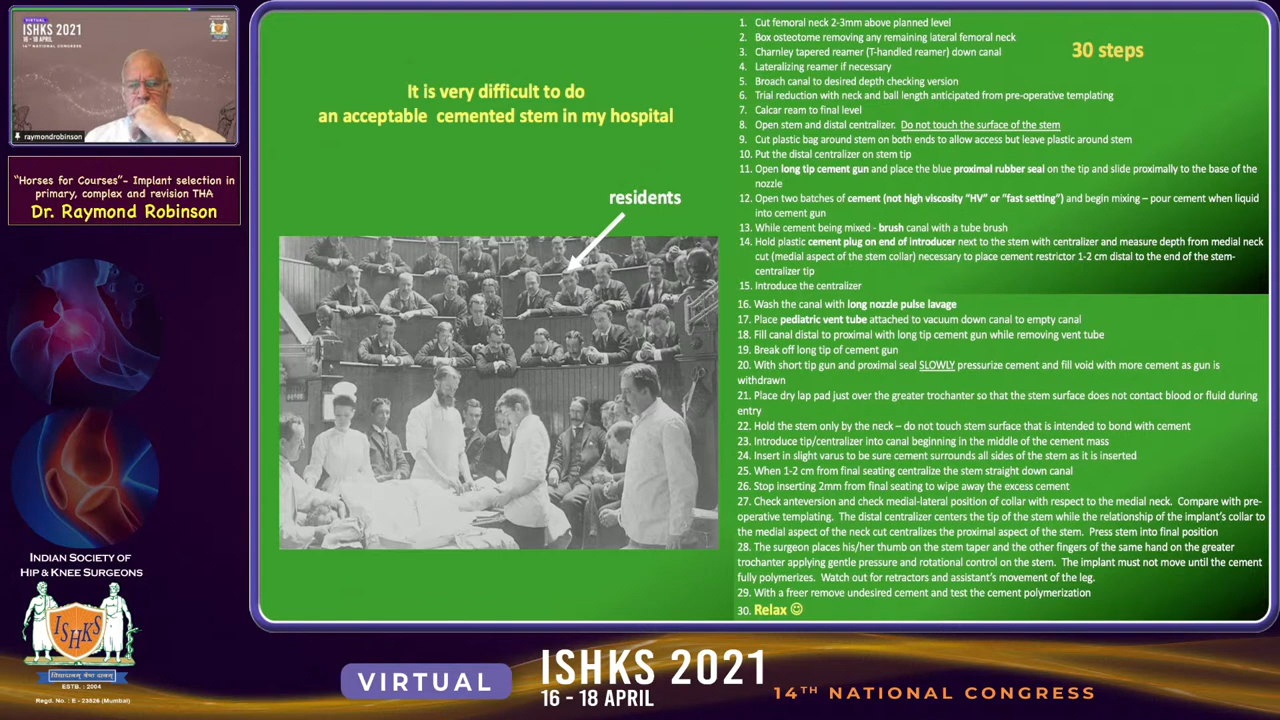 VIRTUAL
ISHKS 2021
16 - 18 APRIL
14TH NATIONAL CONGRESS
raymondrobinson
"Horses for Courses"- Implant selection in
primary, complex and revision THA
Dr. Raymond Robinson
INDIAN SOCIETY OF
HIP & KNEE SURGEONS
ISHKS
ESTB. : 2004
Regd. No. : E - 23526 (Mumbai)
It is very difficult to do
an acceptable cemented stem in my hospital
residents
30 steps
1. Cut femoral neck 2-3mm above planned level
2. Box osteotome removing any remaining lateral femoral neck
3. Charnley tapered reamer (T-handled reamer) down canal
4. Lateralizing reamer if necessary
5. Broach canal to desired depth checking version
6. Trial reduction with neck and ball length anticipated from pre-operative templating
7. Calcar ream to final level
8. Open stem and distal centralizer. Do not touch the surface of the stem
9. Cut plastic bag around stem on both ends to allow access but leave plastic around stem
10. Put the distal centralizer on stem tip
11. Open long tip cement gun and place the blue proximal rubber seal on the tip and slide proximally to the base of the
nozzle
12. Open two batches of cement (not high viscosity "HV" or "fast setting") and begin mixing – pour cement when liquid
into cement gun
13. While cement being mixed - brush canal with a tube brush
14. Hold plastic cement plug on end of introducer next to the stem with centralizer and measure depth from medial neck
cut (medial aspect of the stem collar) necessary to place cement restrictor 1-2 cm distal to the end of the stem-
centralizer tip
15. Introduce the centralizer
16. Wash the canal with long nozzle pulse lavage
17. Place pediatric vent tube attached to vacuum down canal to empty canal
18. Fill canal distal to proximal with long tip cement gun while removing vent tube
19. Break off long tip of cement gun
20. With short tip gun and proximal seal SLOWLY pressurize cement and fill void with more cement as gun is
withdrawn
21. Place dry lap pad just over the greater trochanter so that the stem surface does not contact blood or fluid during
entry
22. Hold the stem only by the neck – do not touch stem surface that is intended to bond with cement
23. Introduce tip/centralizer into canal beginning in the middle of the cement mass
24. Insert in slight varus to be sure cement surrounds all sides of the stem as it is inserted
25. When 1-2 cm from final seating centralize the stem straight down canal
26. Stop inserting 2mm from final seating to wipe away the excess cement
27. Check anteversion and check medial-lateral position of collar with respect to the medial neck. Compare with pre-
operative templating. The distal centralizer centers the tip of the stem while the relationship of the implant's collar to
the medial aspect of the neck cut centralizes the proximal aspect of the stem. Press stem into final position
28. The surgeon places his/her thumb on the stem taper and the other fingers of the same hand on the greater
trochanter applying gentle pressure and rotational control on the stem. The implant must not move until the cement
fully polymerizes. Watch out for retractors and assistant's movement of the leg.
29. With a freer remove undesired cement and test the cement polymerization
30. Relax ☺
VIRTUAL
ISHKS 2021
16 - 18 APRIL
14TH NATIONAL CONGRESS